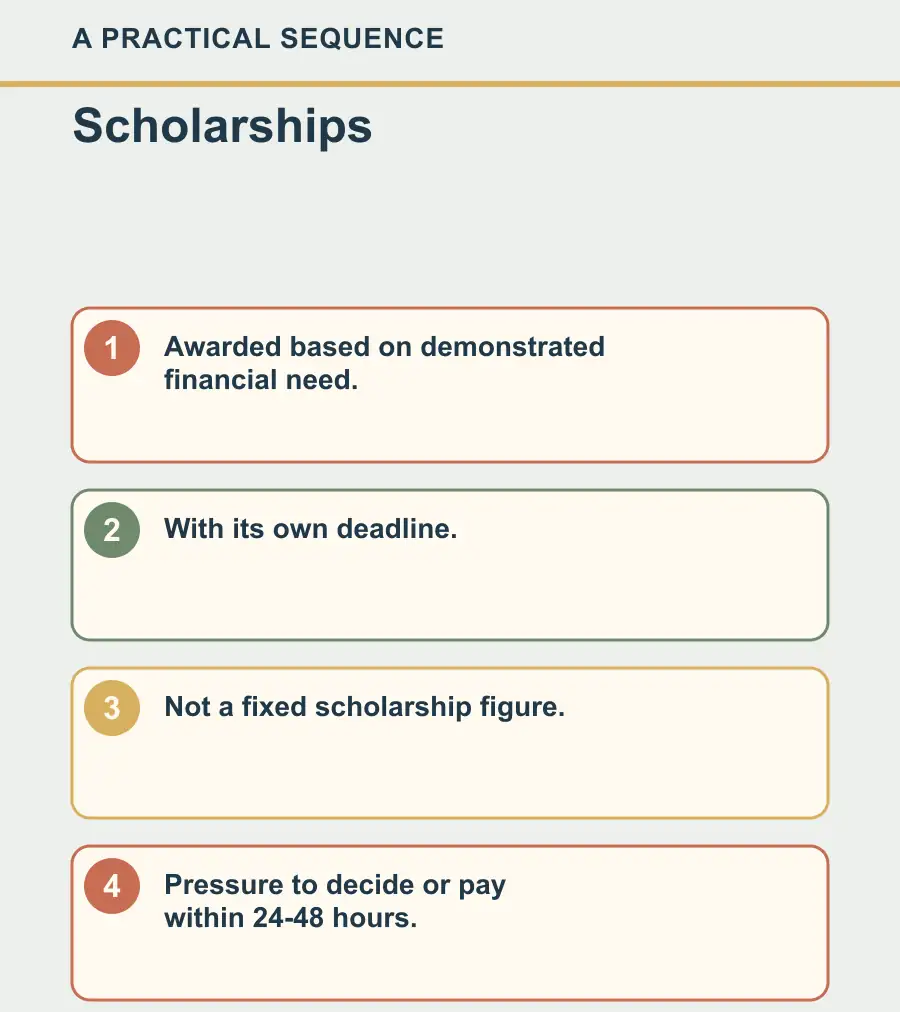 A PRACTICAL SEQUENCE
Scholarships
1
Awarded based on demonstrated
financial need.
2
With its own deadline.
3
Not a fixed scholarship figure.
4
Pressure to decide or pay
within 24-48 hours.